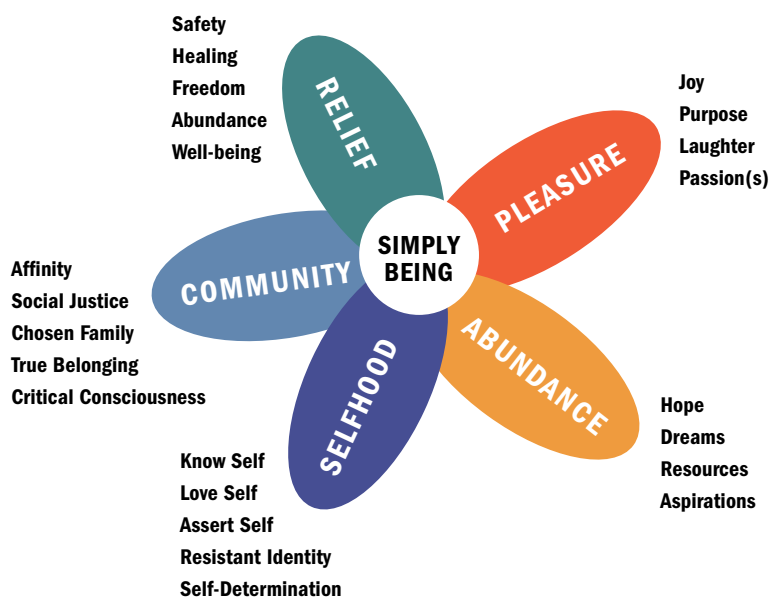 Safety
Healing
Freedom
Abundance
Well-being
RELIEF
Joy
Purpose
Laughter
Passion(s)
PLEASURE
SIMPLY
BEING
Affinity
Social Justice
Chosen Family
True Belonging
Critical Consciousness
COMMUNITY
ABUNDANCE
Hope
Dreams
Resources
Aspirations
SELFHOOD
Know Self
Love Self
Assert Self
Resistant Identity
Self-Determination